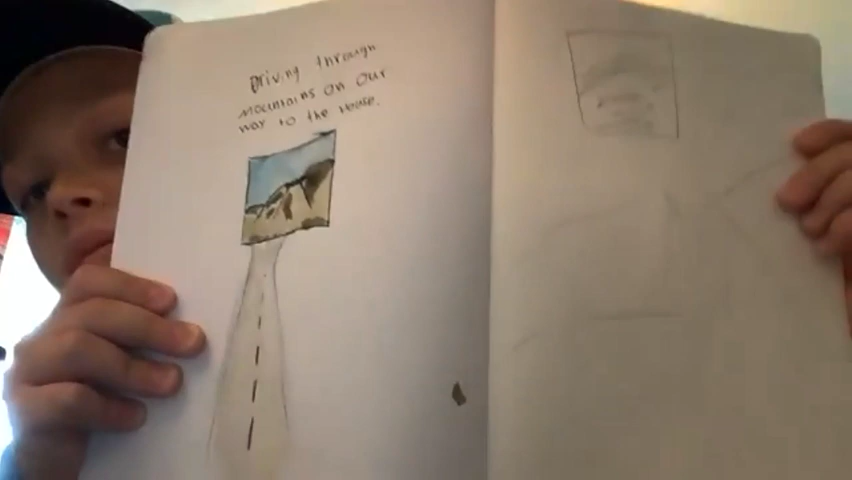 Driving through
mountains on our
way to the house.